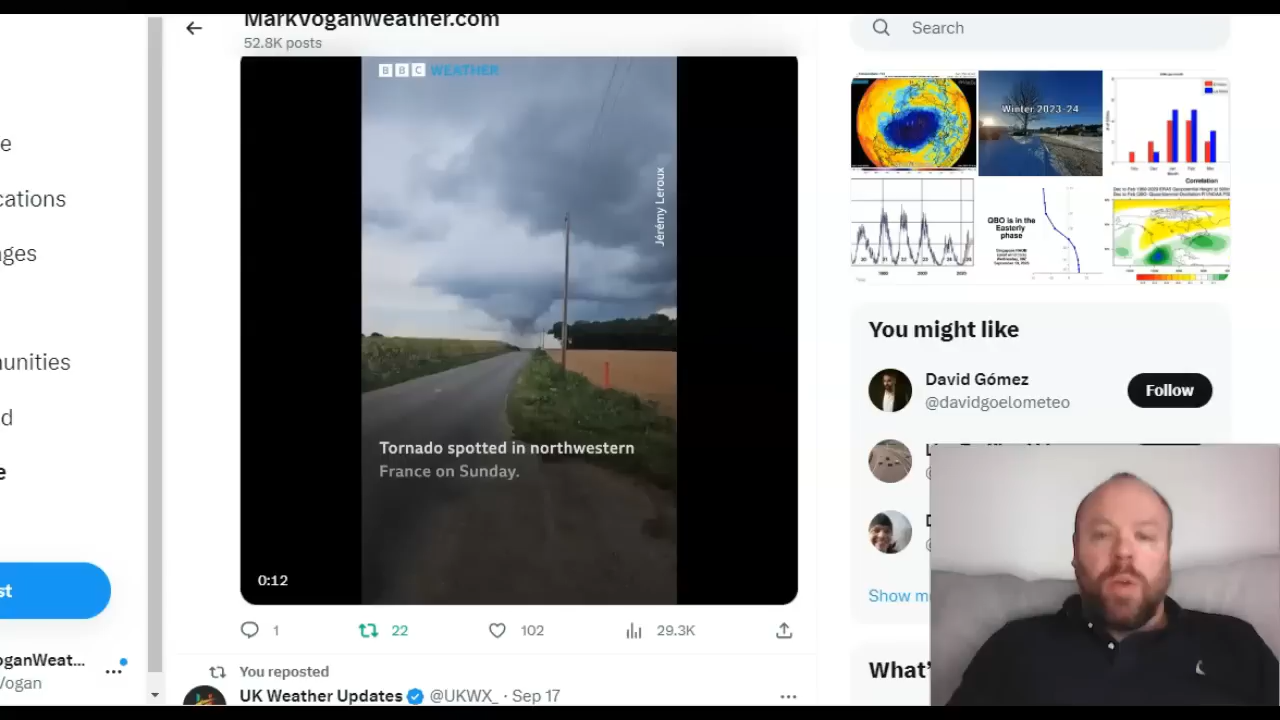 MarkVoganWeather.com
52.8K posts
Search
e
cations
ges
unities
d
e
st
oganWeat...
Vogan
BBC WEATHER
Jérémy Leroux
Tornado spotted in northwestern
France on Sunday.
0:12
1
22
102
29.3K
You reposted
UK Weather Updates @UKWX_ · Sep 17
Winter 2023-24
Correlation
QBO is in the
Easterly
phase
You might like
David Gómez
@davidgoelometeo
Follow
Show m
What'